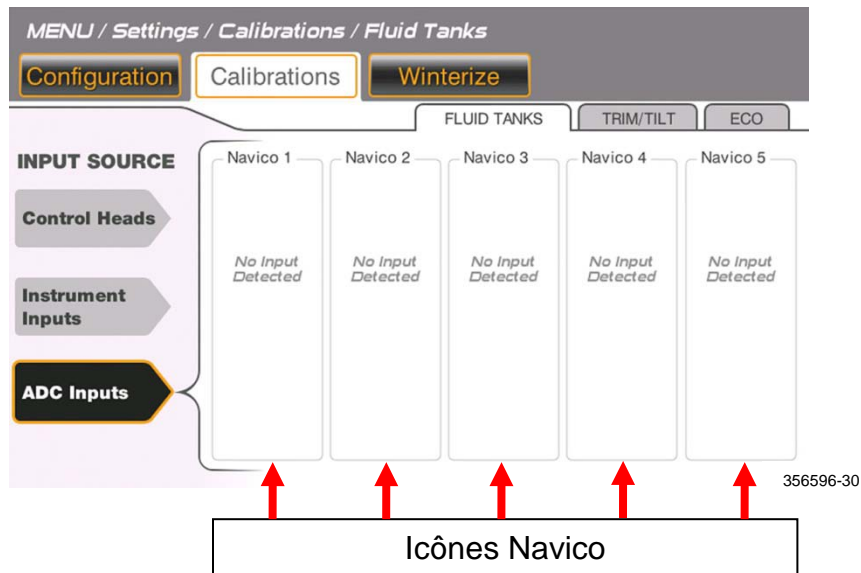 MENU / Settings / Calibrations / Fluid Tanks
Configuration Calibrations Winterize
FLUID TANKS TRIM/TILT ECO
INPUT SOURCE
Control Heads
Instrument
Inputs
ADC Inputs
Navico 1 Navico 2 Navico 3 Navico 4 Navico 5
No Input No Input No Input No Input No Input
Detected Detected Detected Detected Detected
356596-30
Icônes Navico